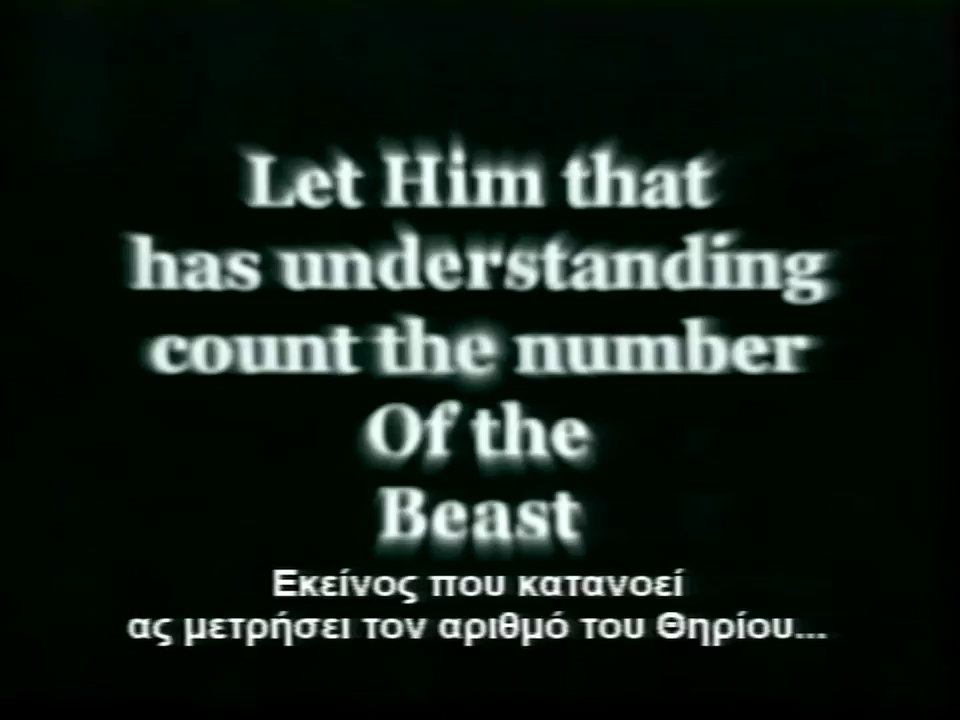 Let Him that
has understanding
count the number
Of the
Beast
Εκείνος που κατανοεί
ας μετρήσει τον αριθμό του Θηρίου...